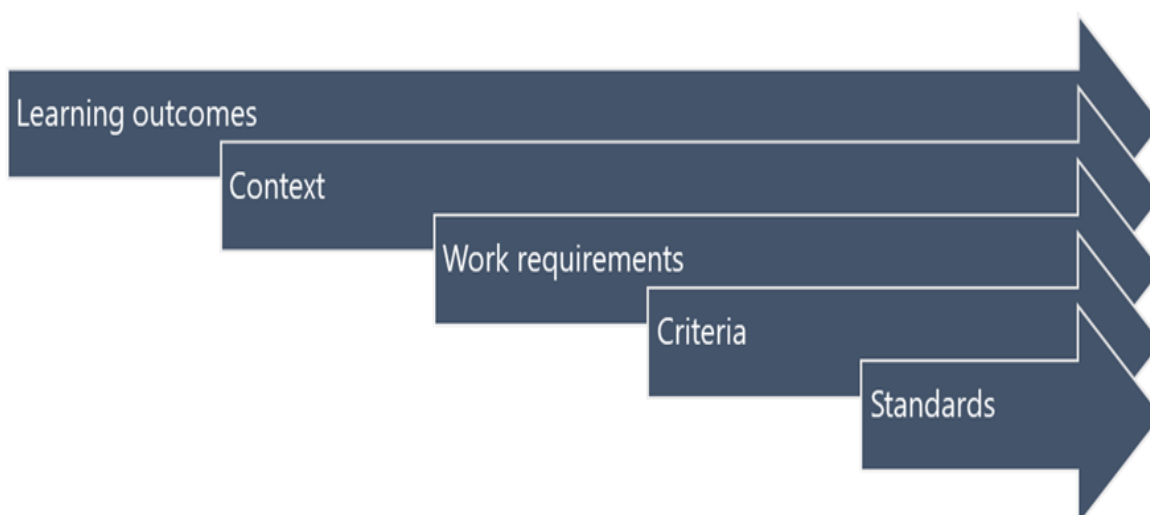 Learning outcomes
Context
Work requirements
Criteria
Standards